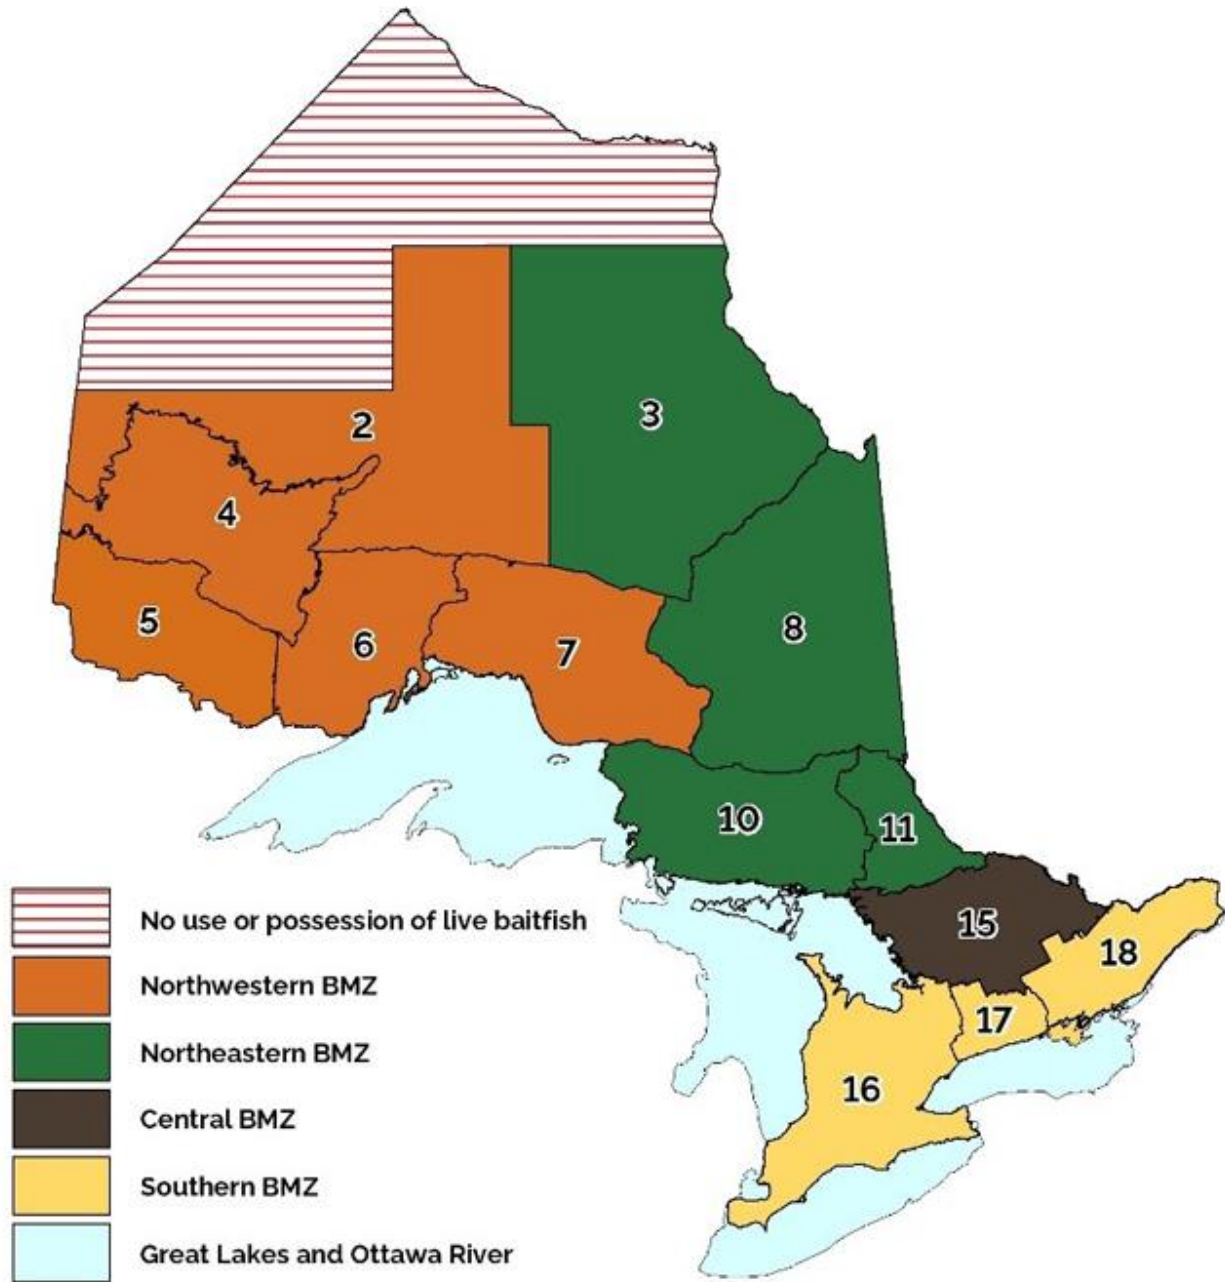 2
3
4
5
6
7
8
10
11
15
18
17
16
No use or possession of live baitfish
Northwestern BMZ
Northeastern BMZ
Central BMZ
Southern BMZ
Great Lakes and Ottawa River